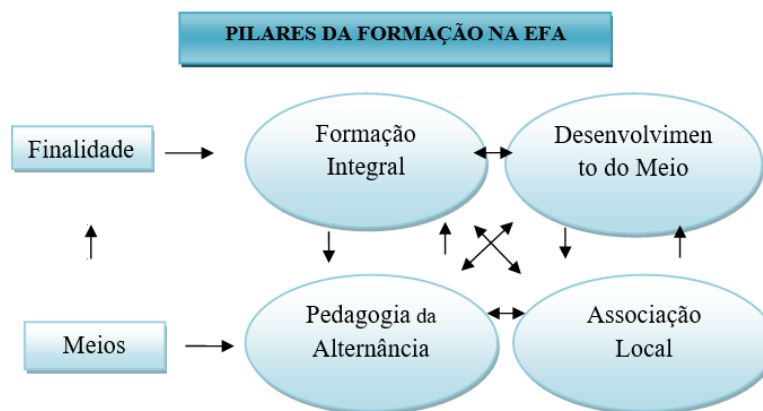 PILARES DA FORMAÇÃO NA EFA
Finalidade
Formação
Integral
Desenvolvimen
to do Meio
Meios
Pedagogia da
Alternância
Associação
Local